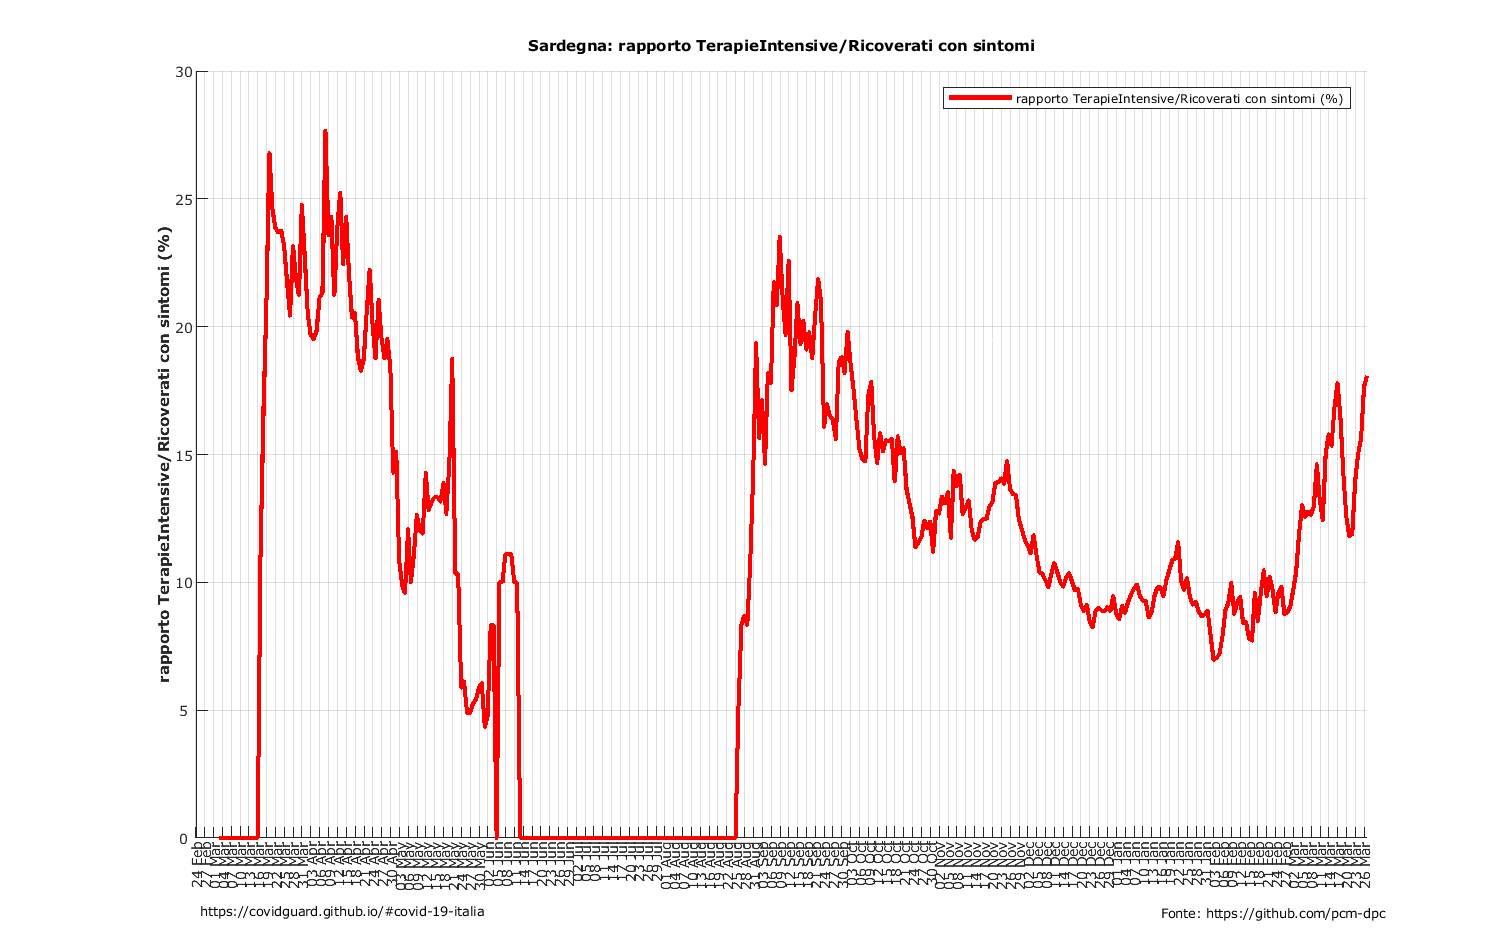 Sardegna: rapporto TerapieIntensive/Ricoverati con sintomi
rapporto TerapieIntensive/Ricoverati con sintomi (%)
rapporto TerapieIntensive/Ricoverati con sintomi (%)
30
25
20
15
10
5
0
24 Feb
27 Feb
01 Mar
04 Mar
07 Mar
10 Mar
13 Mar
16 Mar
19 Mar
22 Mar
25 Mar
28 Mar
31 Mar
03 Apr
06 Apr
09 Apr
12 Apr
15 Apr
18 Apr
21 Apr
24 Apr
27 Apr
30 Apr
03 May
06 May
09 May
12 May
15 May
18 May
21 May
24 May
27 May
30 May
02 Jun
05 Jun
08 Jun
11 Jun
14 Jun
17 Jun
20 Jun
23 Jun
26 Jun
29 Jun
02 Jul
05 Jul
08 Jul
11 Jul
14 Jul
17 Jul
20 Jul
23 Jul
26 Jul
29 Jul
01 Aug
04 Aug
07 Aug
10 Aug
13 Aug
16 Aug
19 Aug
22 Aug
25 Aug
28 Aug
31 Aug
03 Sep
06 Sep
09 Sep
12 Sep
15 Sep
18 Sep
21 Sep
24 Sep
27 Sep
30 Sep
03 Oct
06 Oct
09 Oct
12 Oct
15 Oct
18 Oct
21 Oct
24 Oct
27 Oct
30 Oct
02 Nov
05 Nov
08 Nov
11 Nov
14 Nov
17 Nov
20 Nov
23 Nov
26 Nov
29 Nov
02 Dec
05 Dec
08 Dec
11 Dec
14 Dec
17 Dec
20 Dec
23 Dec
26 Dec
29 Dec
01 Jan
04 Jan
07 Jan
10 Jan
13 Jan
16 Jan
19 Jan
22 Jan
25 Jan
28 Jan
31 Jan
03 Feb
06 Feb
09 Feb
12 Feb
15 Feb
18 Feb
21 Feb
24 Feb
27 Feb
02 Mar
05 Mar
08 Mar
11 Mar
14 Mar
17 Mar
20 Mar
23 Mar
26 Mar
https://covidguard.github.io/#covid-19-italia
Fonte: https://github.com/pcm-dpc